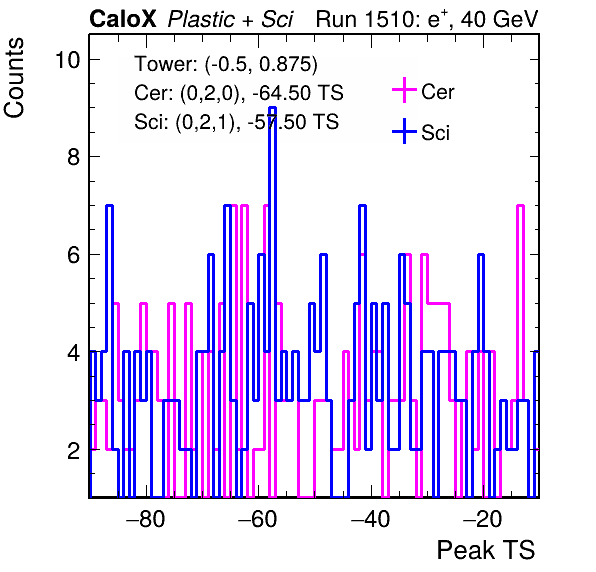 CaloX Plastic + Sci Run 1510: e⁺, 40 GeV
Counts
Tower: (-0.5, 0.875)
Cer: (0,2,0), -64.50 TS
Sci: (0,2,1), -57.50 TS
Cer
Sci
10
8
6
4
2
−80 −60 −40 −20
Peak TS